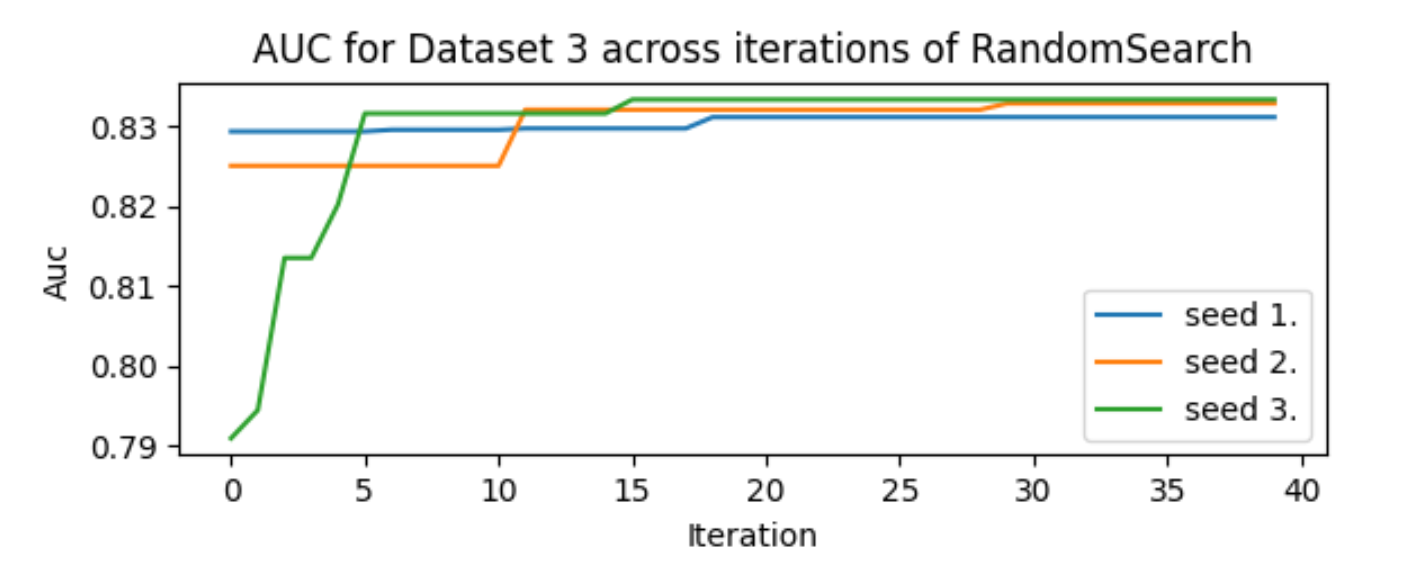 AUC for Dataset 3 across iterations of RandomSearch
0.83
0.82
0.81
0.80
0.79
Auc
seed 1.
seed 2.
seed 3.
0 5 10 15 20 25 30 35 40
Iteration